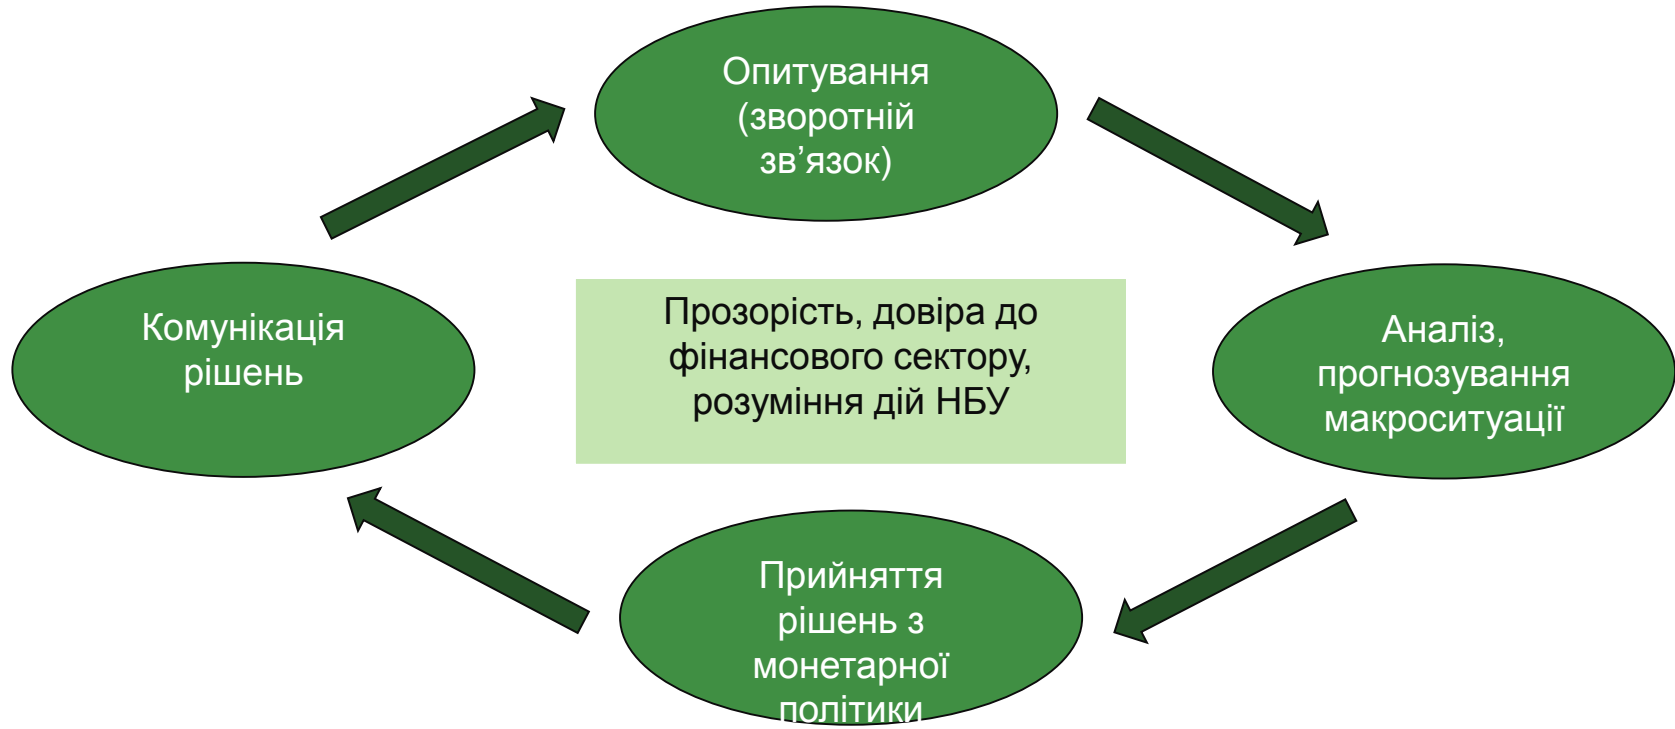 Опитування
(зворотній
зв’язок)
Комунікація
рішень
Прозорість, довіра до
фінансового сектору,
розуміння дій НБУ
Аналіз,
прогнозування
макроситуації
Прийняття
рішень з
монетарної
політики